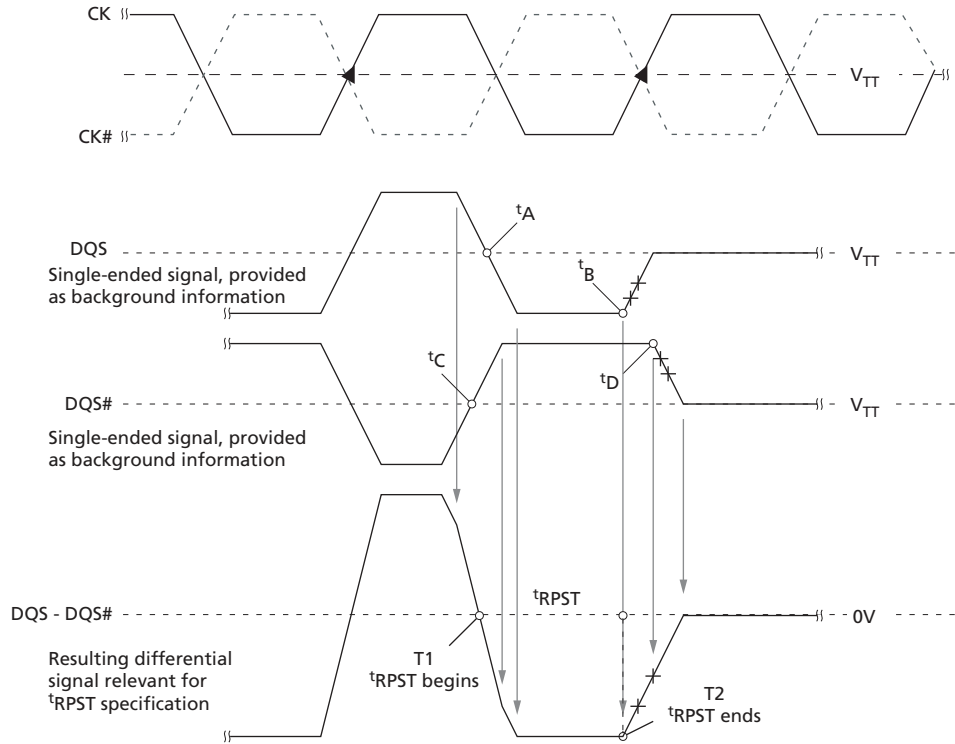 CK
VTT
CK#
tA
DQS
VTT
Single-ended signal, provided
as background information
tB
tC
tD
DQS#
VTT
Single-ended signal, provided
as background information
tRPST
DQS - DQS#
0V
Resulting differential
signal relevant for
tRPST specification
T1
tRPST begins
T2
tRPST ends